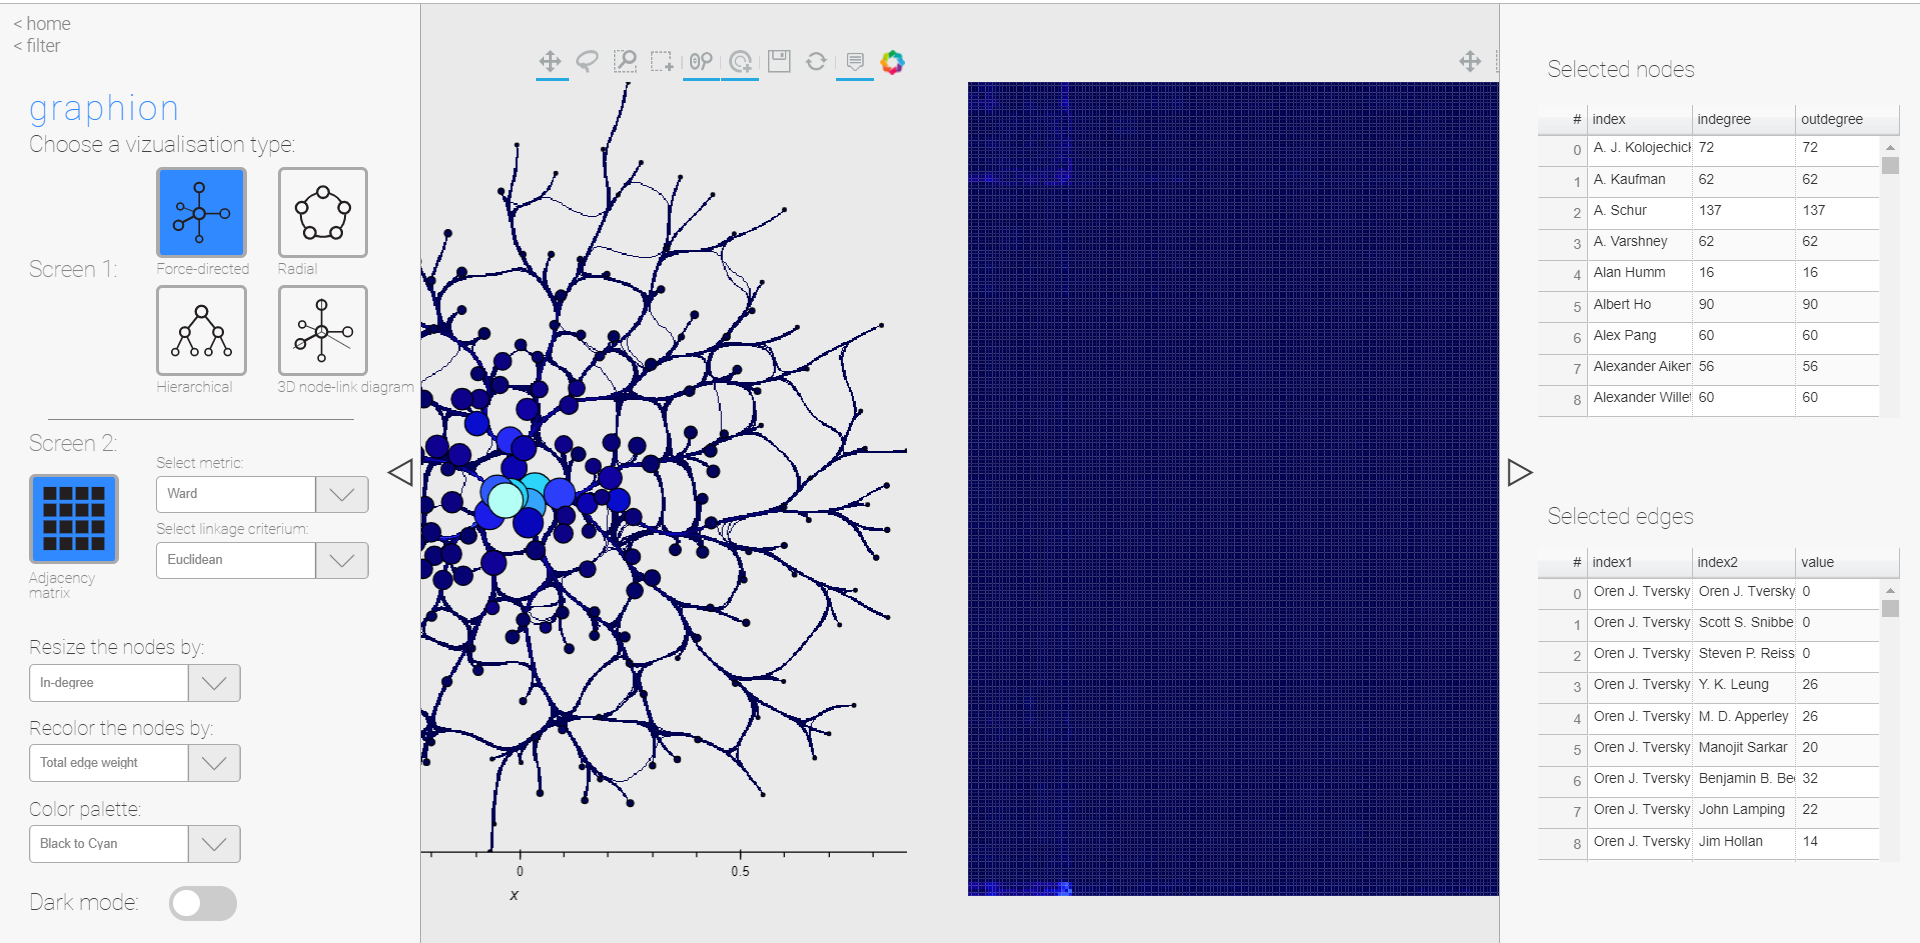 < home
< filter
graphion
Choose a vizualisation type:
Screen 1:
Force-directed
Radial
Hierarchical
3D node-link diagram
Screen 2:
Adjacency
matrix
Select metric:
Ward
Select linkage criterium:
Euclidean
Resize the nodes by:
In-degree
Recolor the nodes by:
Total edge weight
Color palette:
Black to Cyan
Dark mode:
0 0.5
x
Selected nodes
# index indegree outdegree
0 A. J. Kolojechick 72 72
1 A. Kaufman 62 62
2 A. Schur 137 137
3 A. Varshney 62 62
4 Alan Humm 16 16
5 Albert Ho 90 90
6 Alex Pang 60 60
7 Alexander Aiken 56 56
8 Alexander Willet 60 60
Selected edges
# index1 index2 value
0 Oren J. Tversky Oren J. Tversky 0
1 Oren J. Tversky Scott S. Snibbe 0
2 Oren J. Tversky Steven P. Reiss 0
3 Oren J. Tversky Y. K. Leung 26
4 Oren J. Tversky M. D. Apperley 26
5 Oren J. Tversky Manojit Sarkar 20
6 Oren J. Tversky Benjamin B. Be 32
7 Oren J. Tversky John Lamping 22
8 Oren J. Tversky Jim Hollan 14